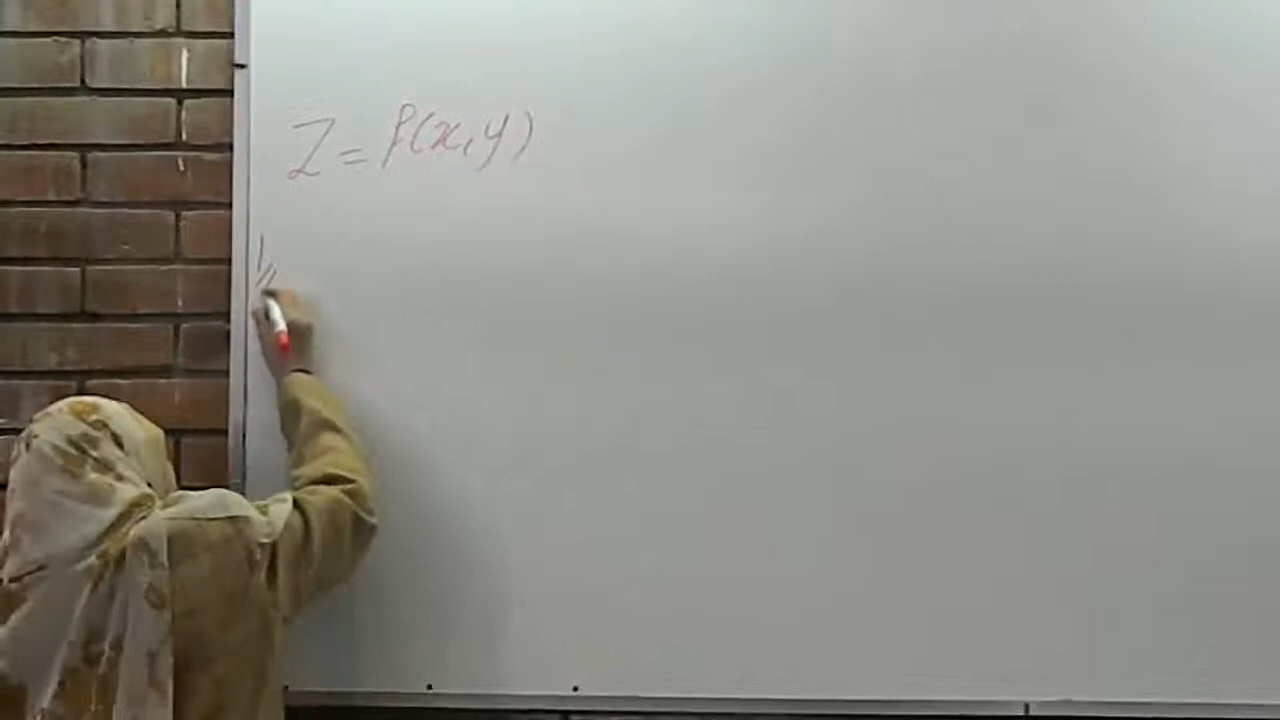 Z = f(x,y)